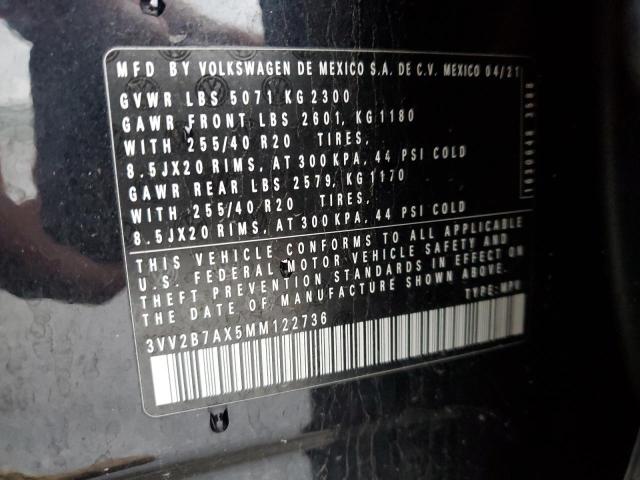 MFD BY VOLKSWAGEN DE MEXICO S.A. DE C.V. MEXICO 04/21
GVWR LBS 5071 KG 2300
GAWR FRONT LBS 2601, KG 1180
WITH 255/40 R20 TIRES,
8.5JX20 RIMS, AT 300 KPA, 44 PSI COLD
GAWR REAR LBS 2579, KG 1170
WITH 255/40 R20 TIRES,
8.5JX20 RIMS, AT 300 KPA, 44 PSI COLD
THIS VEHICLE CONFORMS TO ALL APPLICABLE
U.S. FEDERAL MOTOR VEHICLE SAFETY AND
THEFT PREVENTION STANDARDS IN EFFECT ON
THE DATE OF MANUFACTURE SHOWN ABOVE.
TYPE: MPV
3VV2B7AX5MM122736